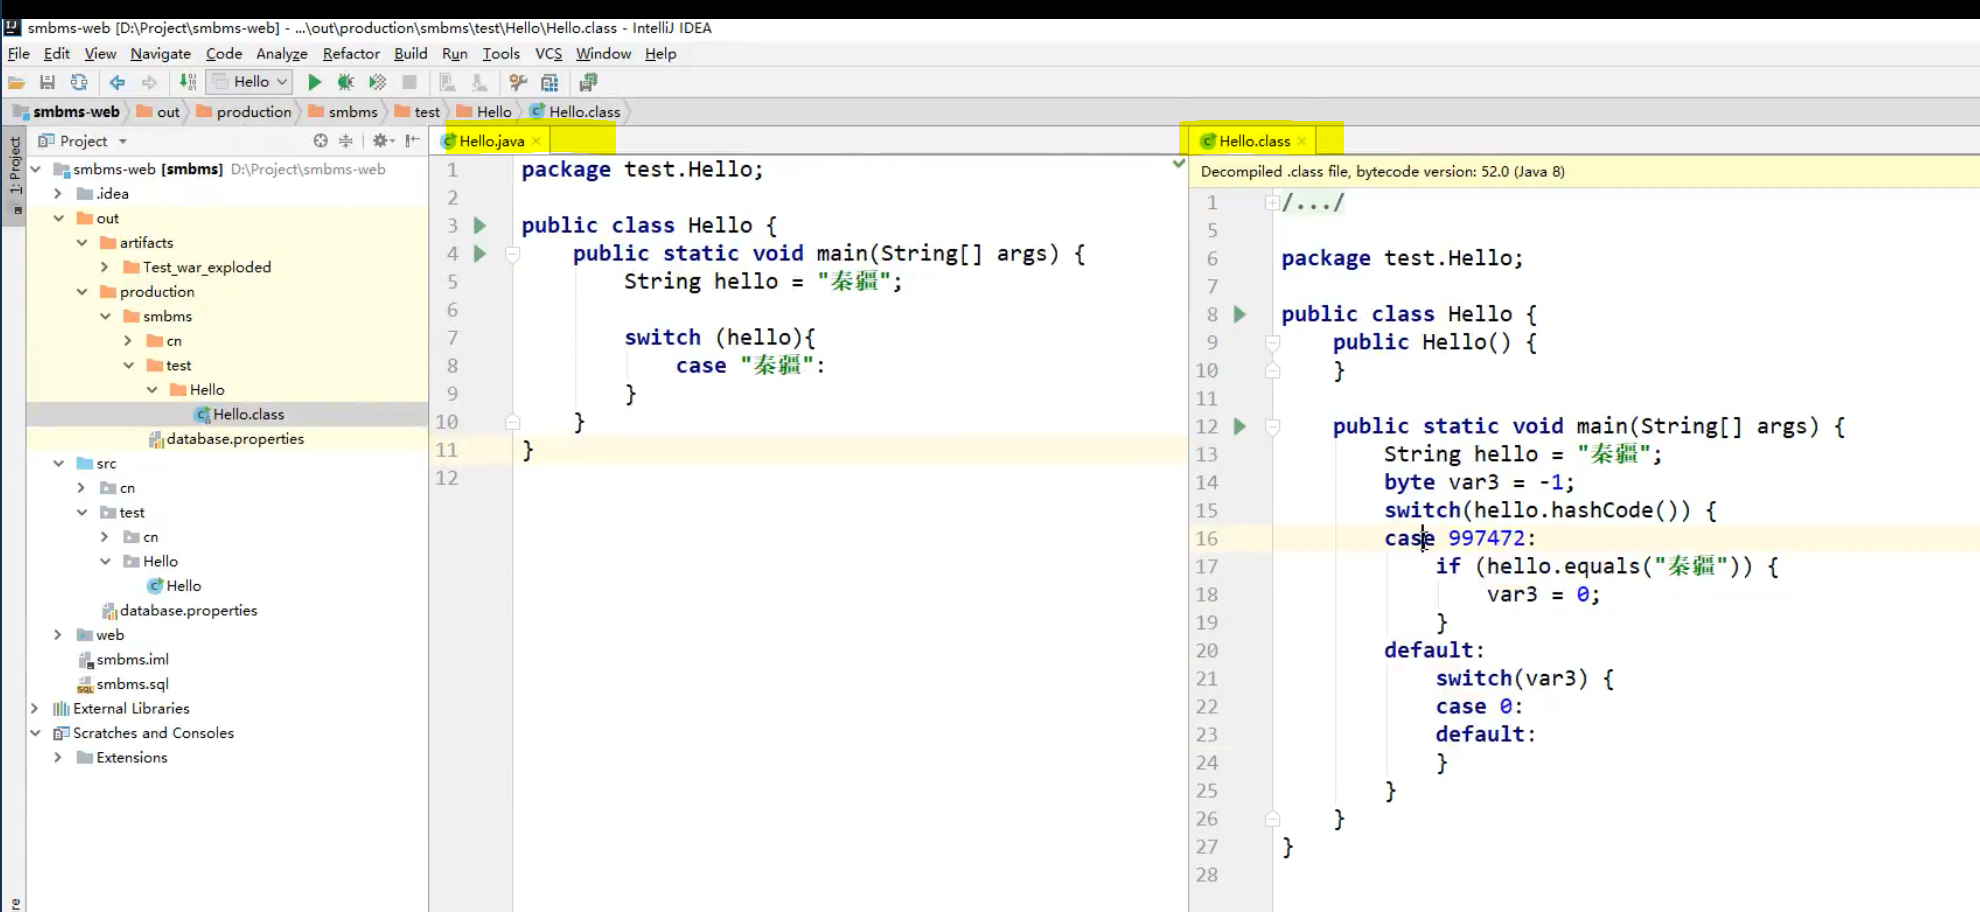 smbms-web [D:\Project\smbms-web] - ...\out\production\smbms\test\Hello\Hello.class - IntelliJ IDEA
File Edit View Navigate Code Analyze Refactor Build Run Tools VCS Window Help
Hello
smbms-web out production smbms test Hello Hello.class
1: Project
Project
smbms-web [smbms] D:\Project\smbms-web
.idea
out
artifacts
Test_war_exploded
production
smbms
cn
test
Hello
Hello.class
database.properties
src
cn
test
cn
Hello
Hello
database.properties
web
smbms.iml
smbms.sql
External Libraries
Scratches and Consoles
Extensions
Hello.java
1 package test.Hello;
2
3 public class Hello {
4 public static void main(String[] args) {
5 String hello = "秦疆";
6
7 switch (hello){
8 case "秦疆":
9 }
10 }
11 }
12
Hello.class
Decompiled .class file, bytecode version: 52.0 (Java 8)
1 /.../
5
6 package test.Hello;
7
8 public class Hello {
9 public Hello() {
10 }
11
12 public static void main(String[] args) {
13 String hello = "秦疆";
14 byte var3 = -1;
15 switch(hello.hashCode()) {
16 case 997472:
17 if (hello.equals("秦疆")) {
18 var3 = 0;
19 }
20 default:
21 switch(var3) {
22 case 0:
23 default:
24 }
25 }
26 }
27 }
28